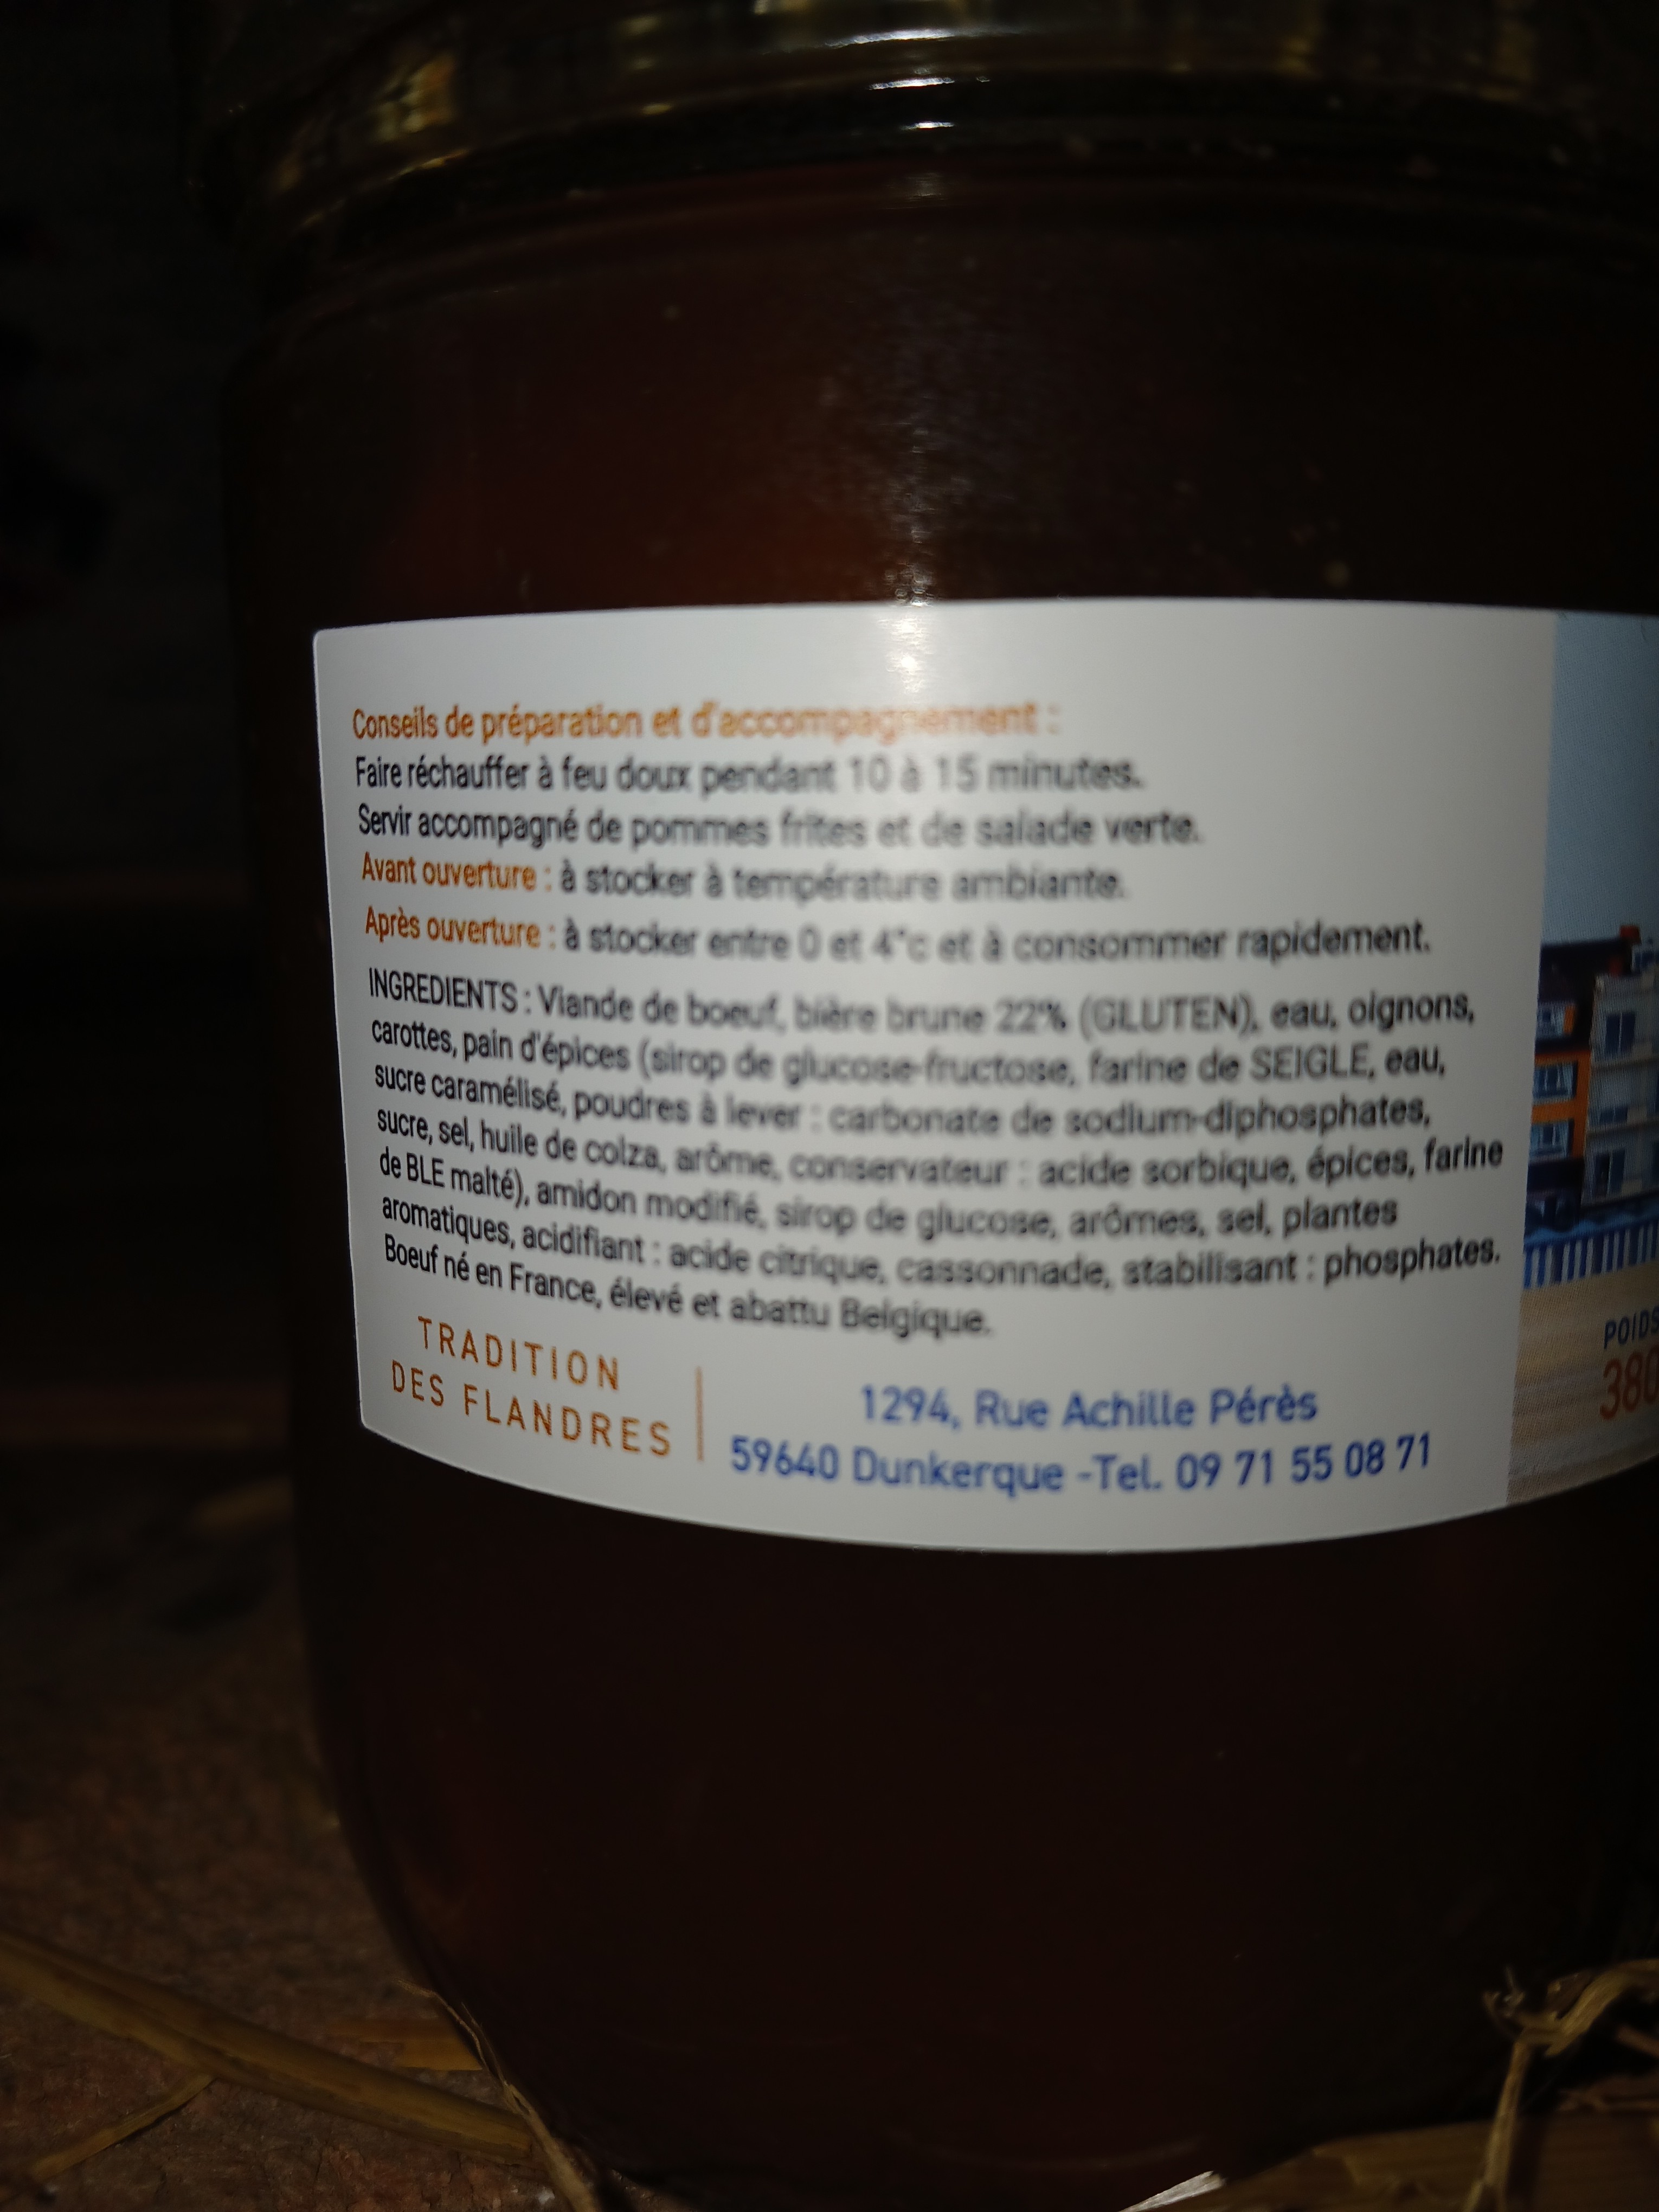 Conseils de préparation et d'accompagnement :
Faire réchauffer à feu doux pendant 10 à 15 minutes.
Servir accompagné de pommes frites et de salade verte.
Avant ouverture : à stocker à température ambiante.
Après ouverture : à stocker entre 0 et 4°c et à consommer rapidement.
INGREDIENTS : Viande de boeuf, bière brune 22% (GLUTEN), eau, oignons,
carottes, pain d'épices (sirop de glucose-fructose, farine de SEIGLE, eau,
sucre caramélisé, poudres à lever : carbonate de sodium-diphosphates,
sucre, sel, huile de colza, arôme, conservateur : acide sorbique, épices, farine
de BLE malté), amidon modifié, sirop de glucose, arômes, sel, plantes
aromatiques, acidifiant : acide citrique, cassonnade, stabilisant : phosphates.
Boeuf né en France, élevé et abattu Belgique.
TRADITION
DES FLANDRES
1294, Rue Achille Pérès
59640 Dunkerque -Tel. 09 71 55 08 71
POIDS
380